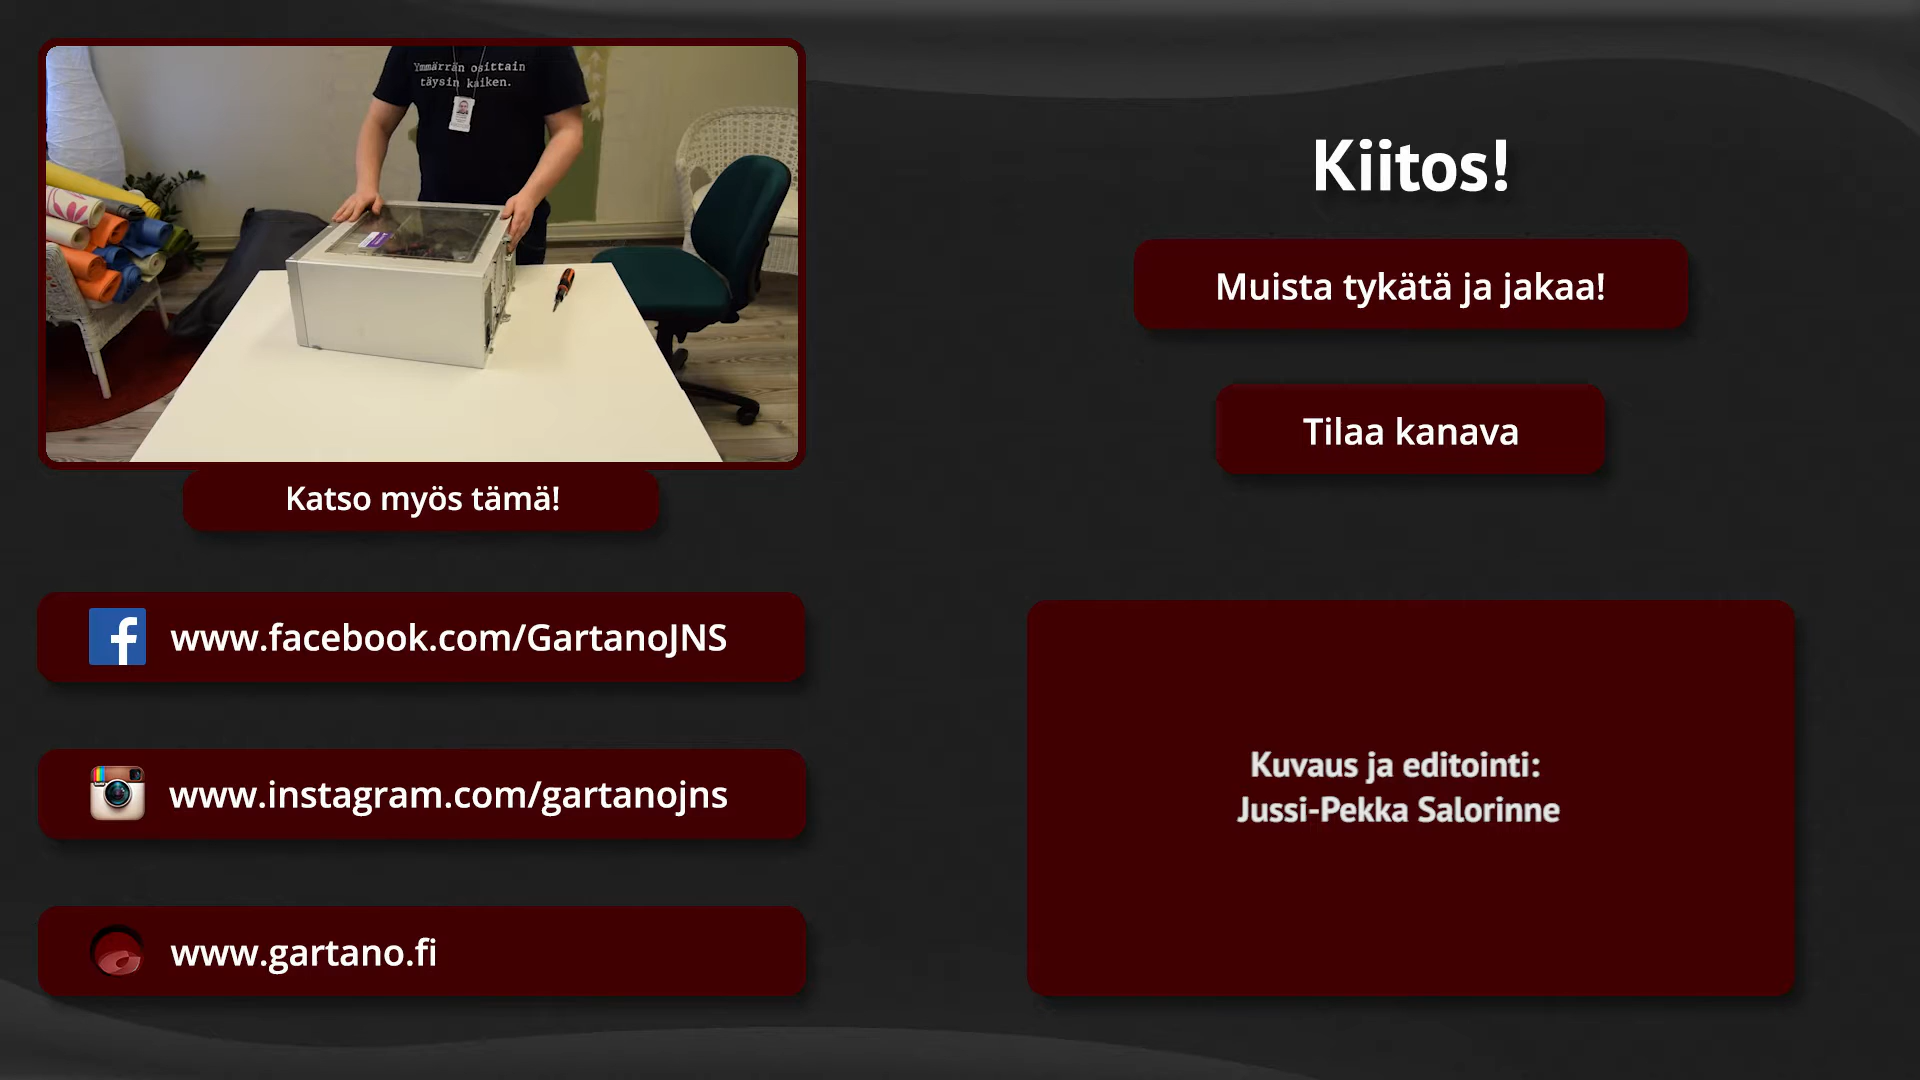 Ymmärrän osittain
täysin kaiken.
Katso myös tämä!
www.facebook.com/GartanoJNS
www.instagram.com/gartanojns
www.gartano.fi
Kiitos!
Muista tykätä ja jakaa!
Tilaa kanava
Kuvaus ja editointi:
Jussi-Pekka Salorinne